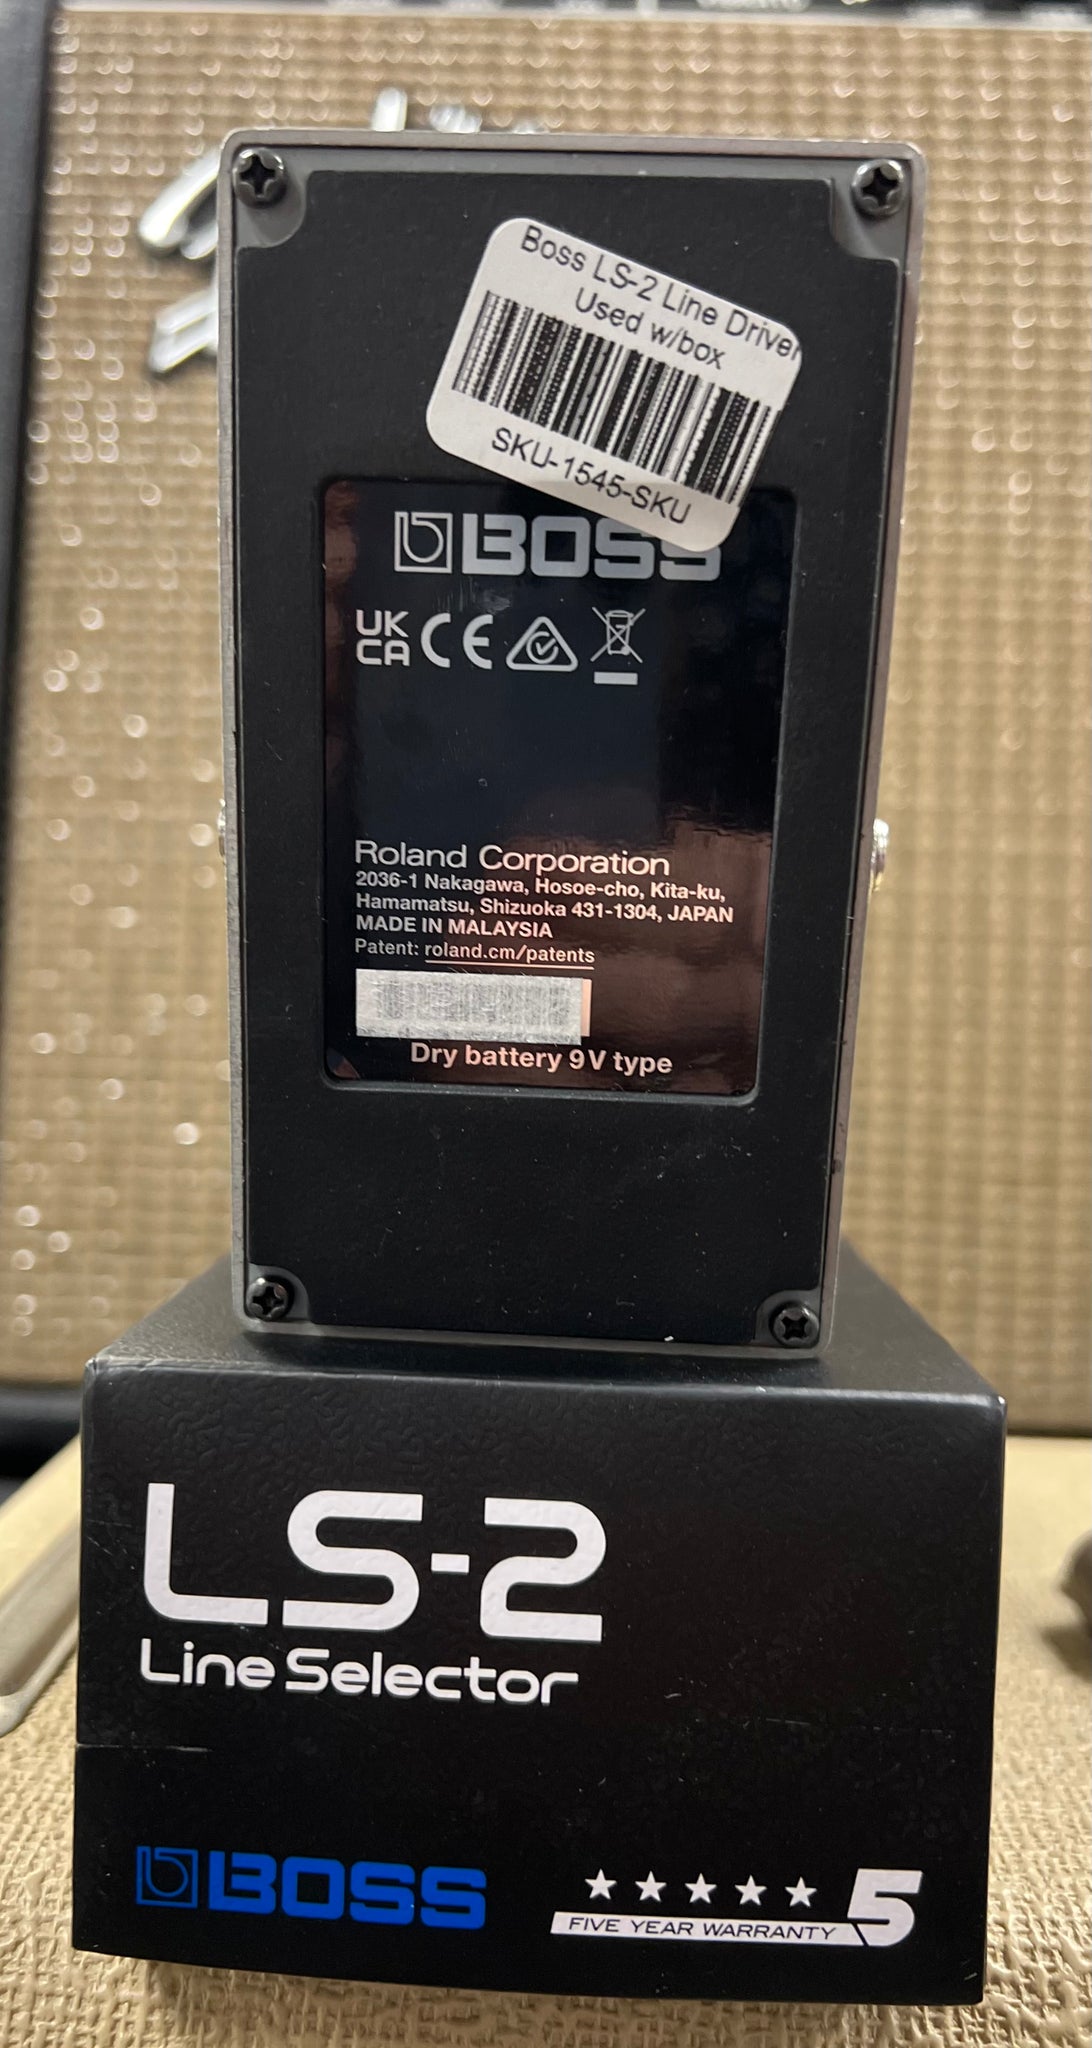 Boss LS-2 Line Driver
Used w/box
SKU-1545-SKU
BOSS
UK
CA CE
Roland Corporation
2036-1 Nakagawa, Hosoe-cho, Kita-ku,
Hamamatsu, Shizuoka 431-1304, JAPAN
MADE IN MALAYSIA
Patent: roland.cm/patents
Dry battery 9V type
LS-2
Line Selector
BOSS
5
FIVE YEAR WARRANTY